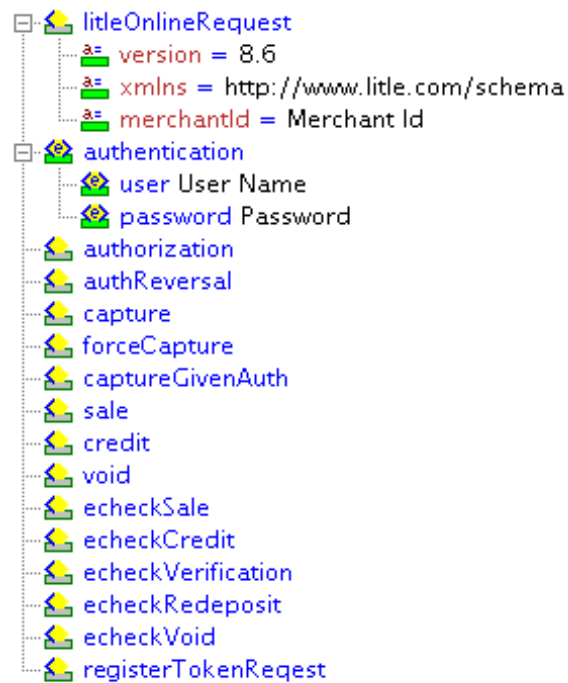 litleOnlineRequest
version = 8.6
xmlns = http://www.litle.com/schema
merchantId = Merchant Id
authentication
user User Name
password Password
authorization
authReversal
capture
forceCapture
captureGivenAuth
sale
credit
void
echeckSale
echeckCredit
echeckVerification
echeckRedeposit
echeckVoid
registerTokenReqest